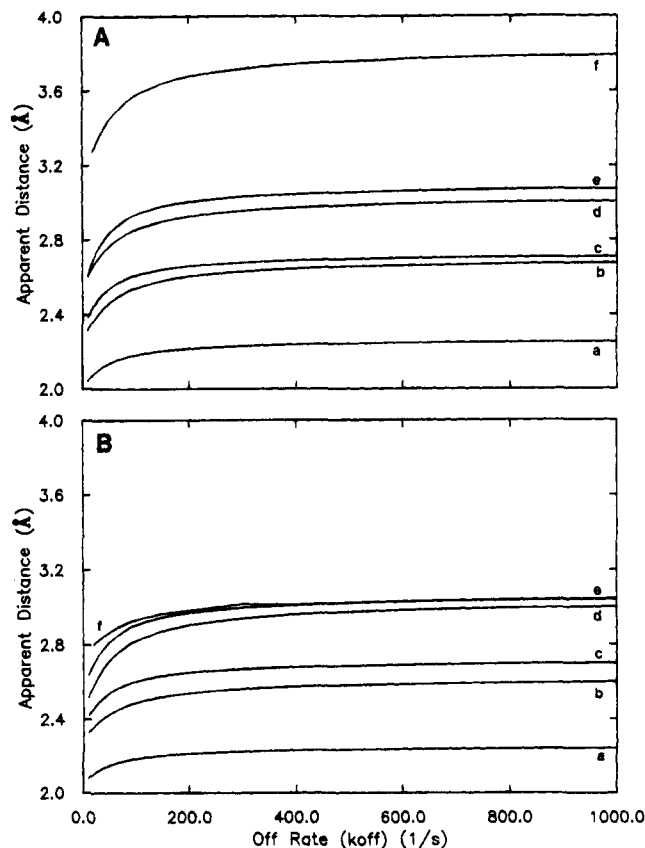 A
4.0
3.6
3.2
2.8
2.4
2.0
Apparent Distance (Å)
f
e
d
c
b
a
B
4.0
3.6
3.2
2.8
2.4
2.0
Apparent Distance (Å)
f
e
d
c
b
a
0.0 200.0 400.0 600.0 800.0 1000.0
Off Rate (koff) (1/s)